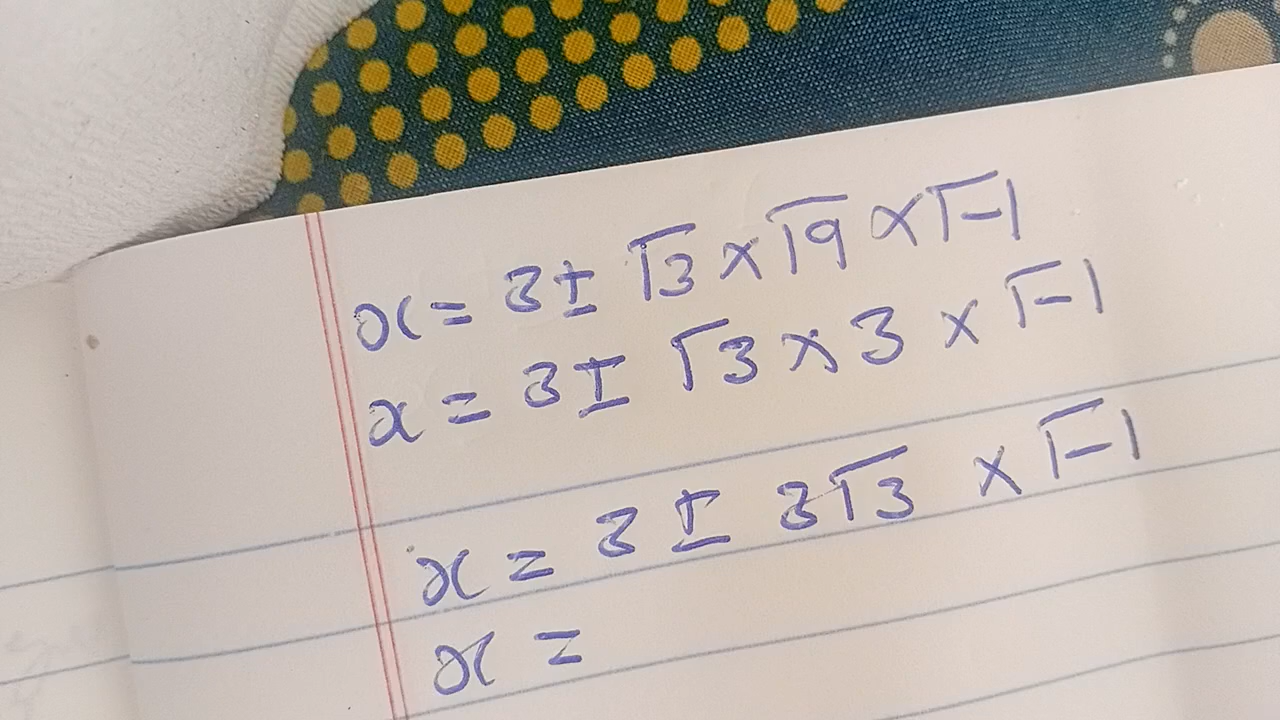 x = 3 ± √3 × √9 × √-1
x = 3 ± √3 × 3 × √-1
x = 3 ± 3√3 × √-1
x =